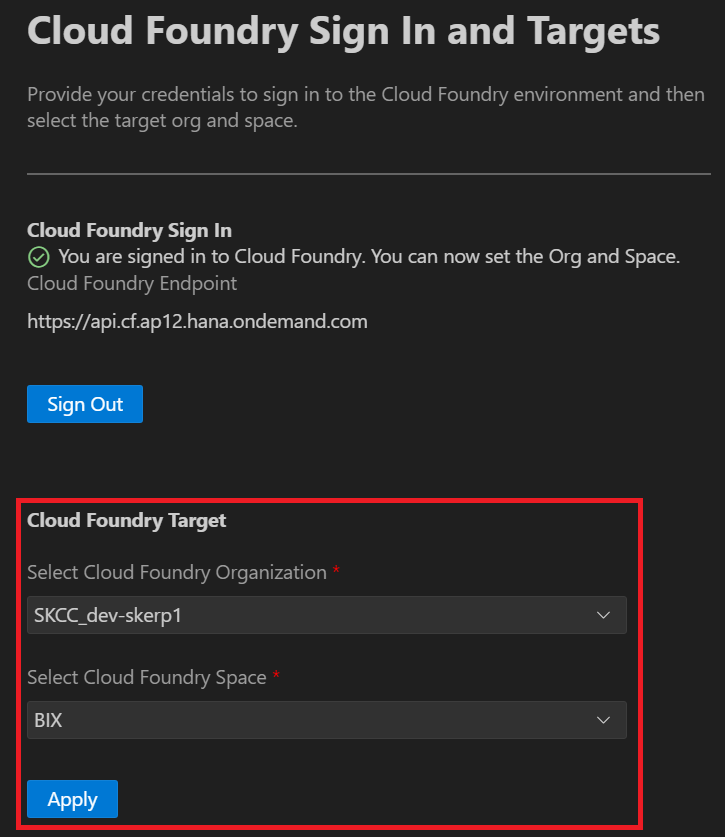 Cloud Foundry Sign In and Targets
Provide your credentials to sign in to the Cloud Foundry environment and then
select the target org and space.
Cloud Foundry Sign In
You are signed in to Cloud Foundry. You can now set the Org and Space.
Cloud Foundry Endpoint
https://api.cf.ap12.hana.ondemand.com
Sign Out
Cloud Foundry Target
Select Cloud Foundry Organization *
SKCC_dev-skerp1
Select Cloud Foundry Space *
BIX
Apply